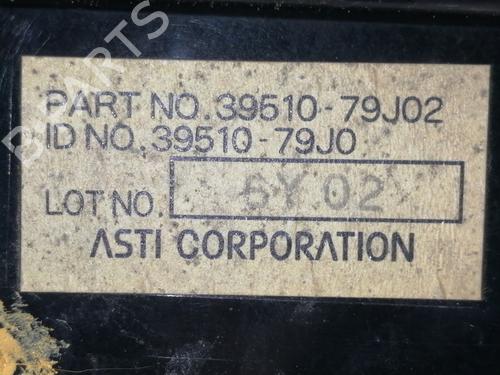 B PARTS
PART NO.39510-79J02
ID NO.39510-79J0
LOT NO. 6Y 02
ASTI CORPORATION